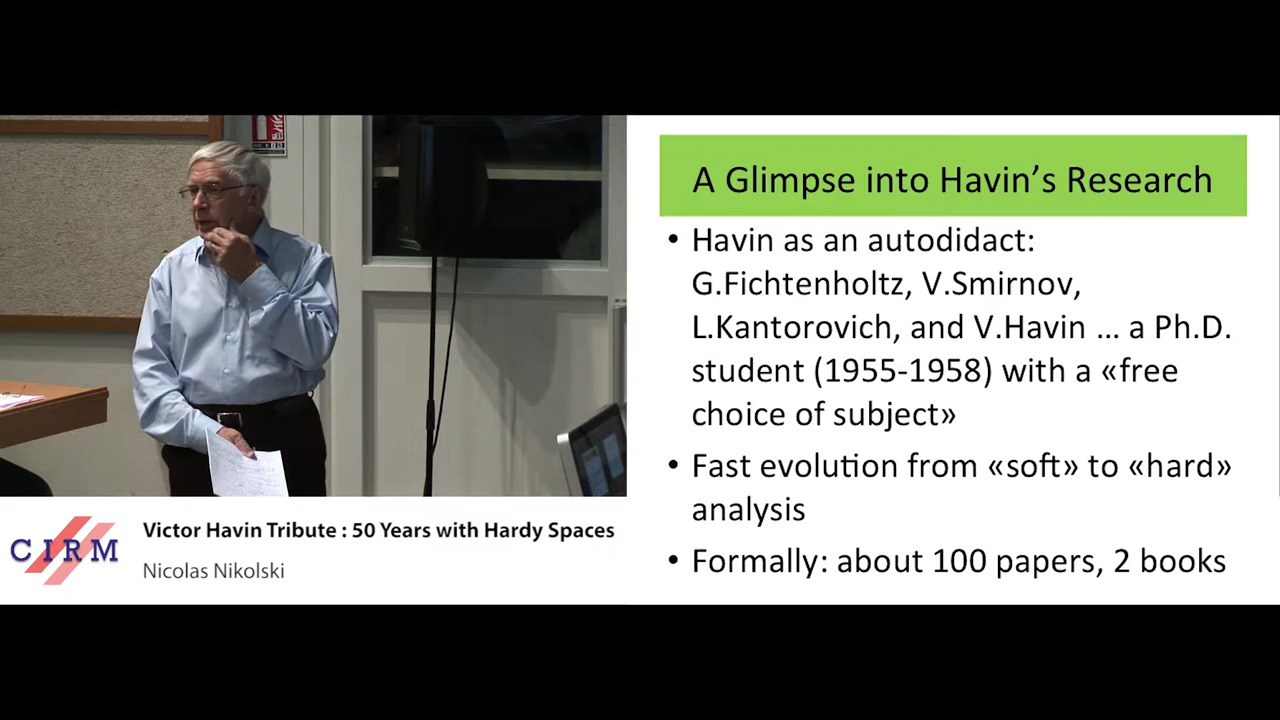 A Glimpse into Havin's Research
• Havin as an autodidact:
G.Fichtenholtz, V.Smirnov,
L.Kantorovich, and V.Havin ... a Ph.D.
student (1955-1958) with a «free
choice of subject»
• Fast evolution from «soft» to «hard»
analysis
• Formally: about 100 papers, 2 books
CIRM
Victor Havin Tribute : 50 Years with Hardy Spaces
Nicolas Nikolski